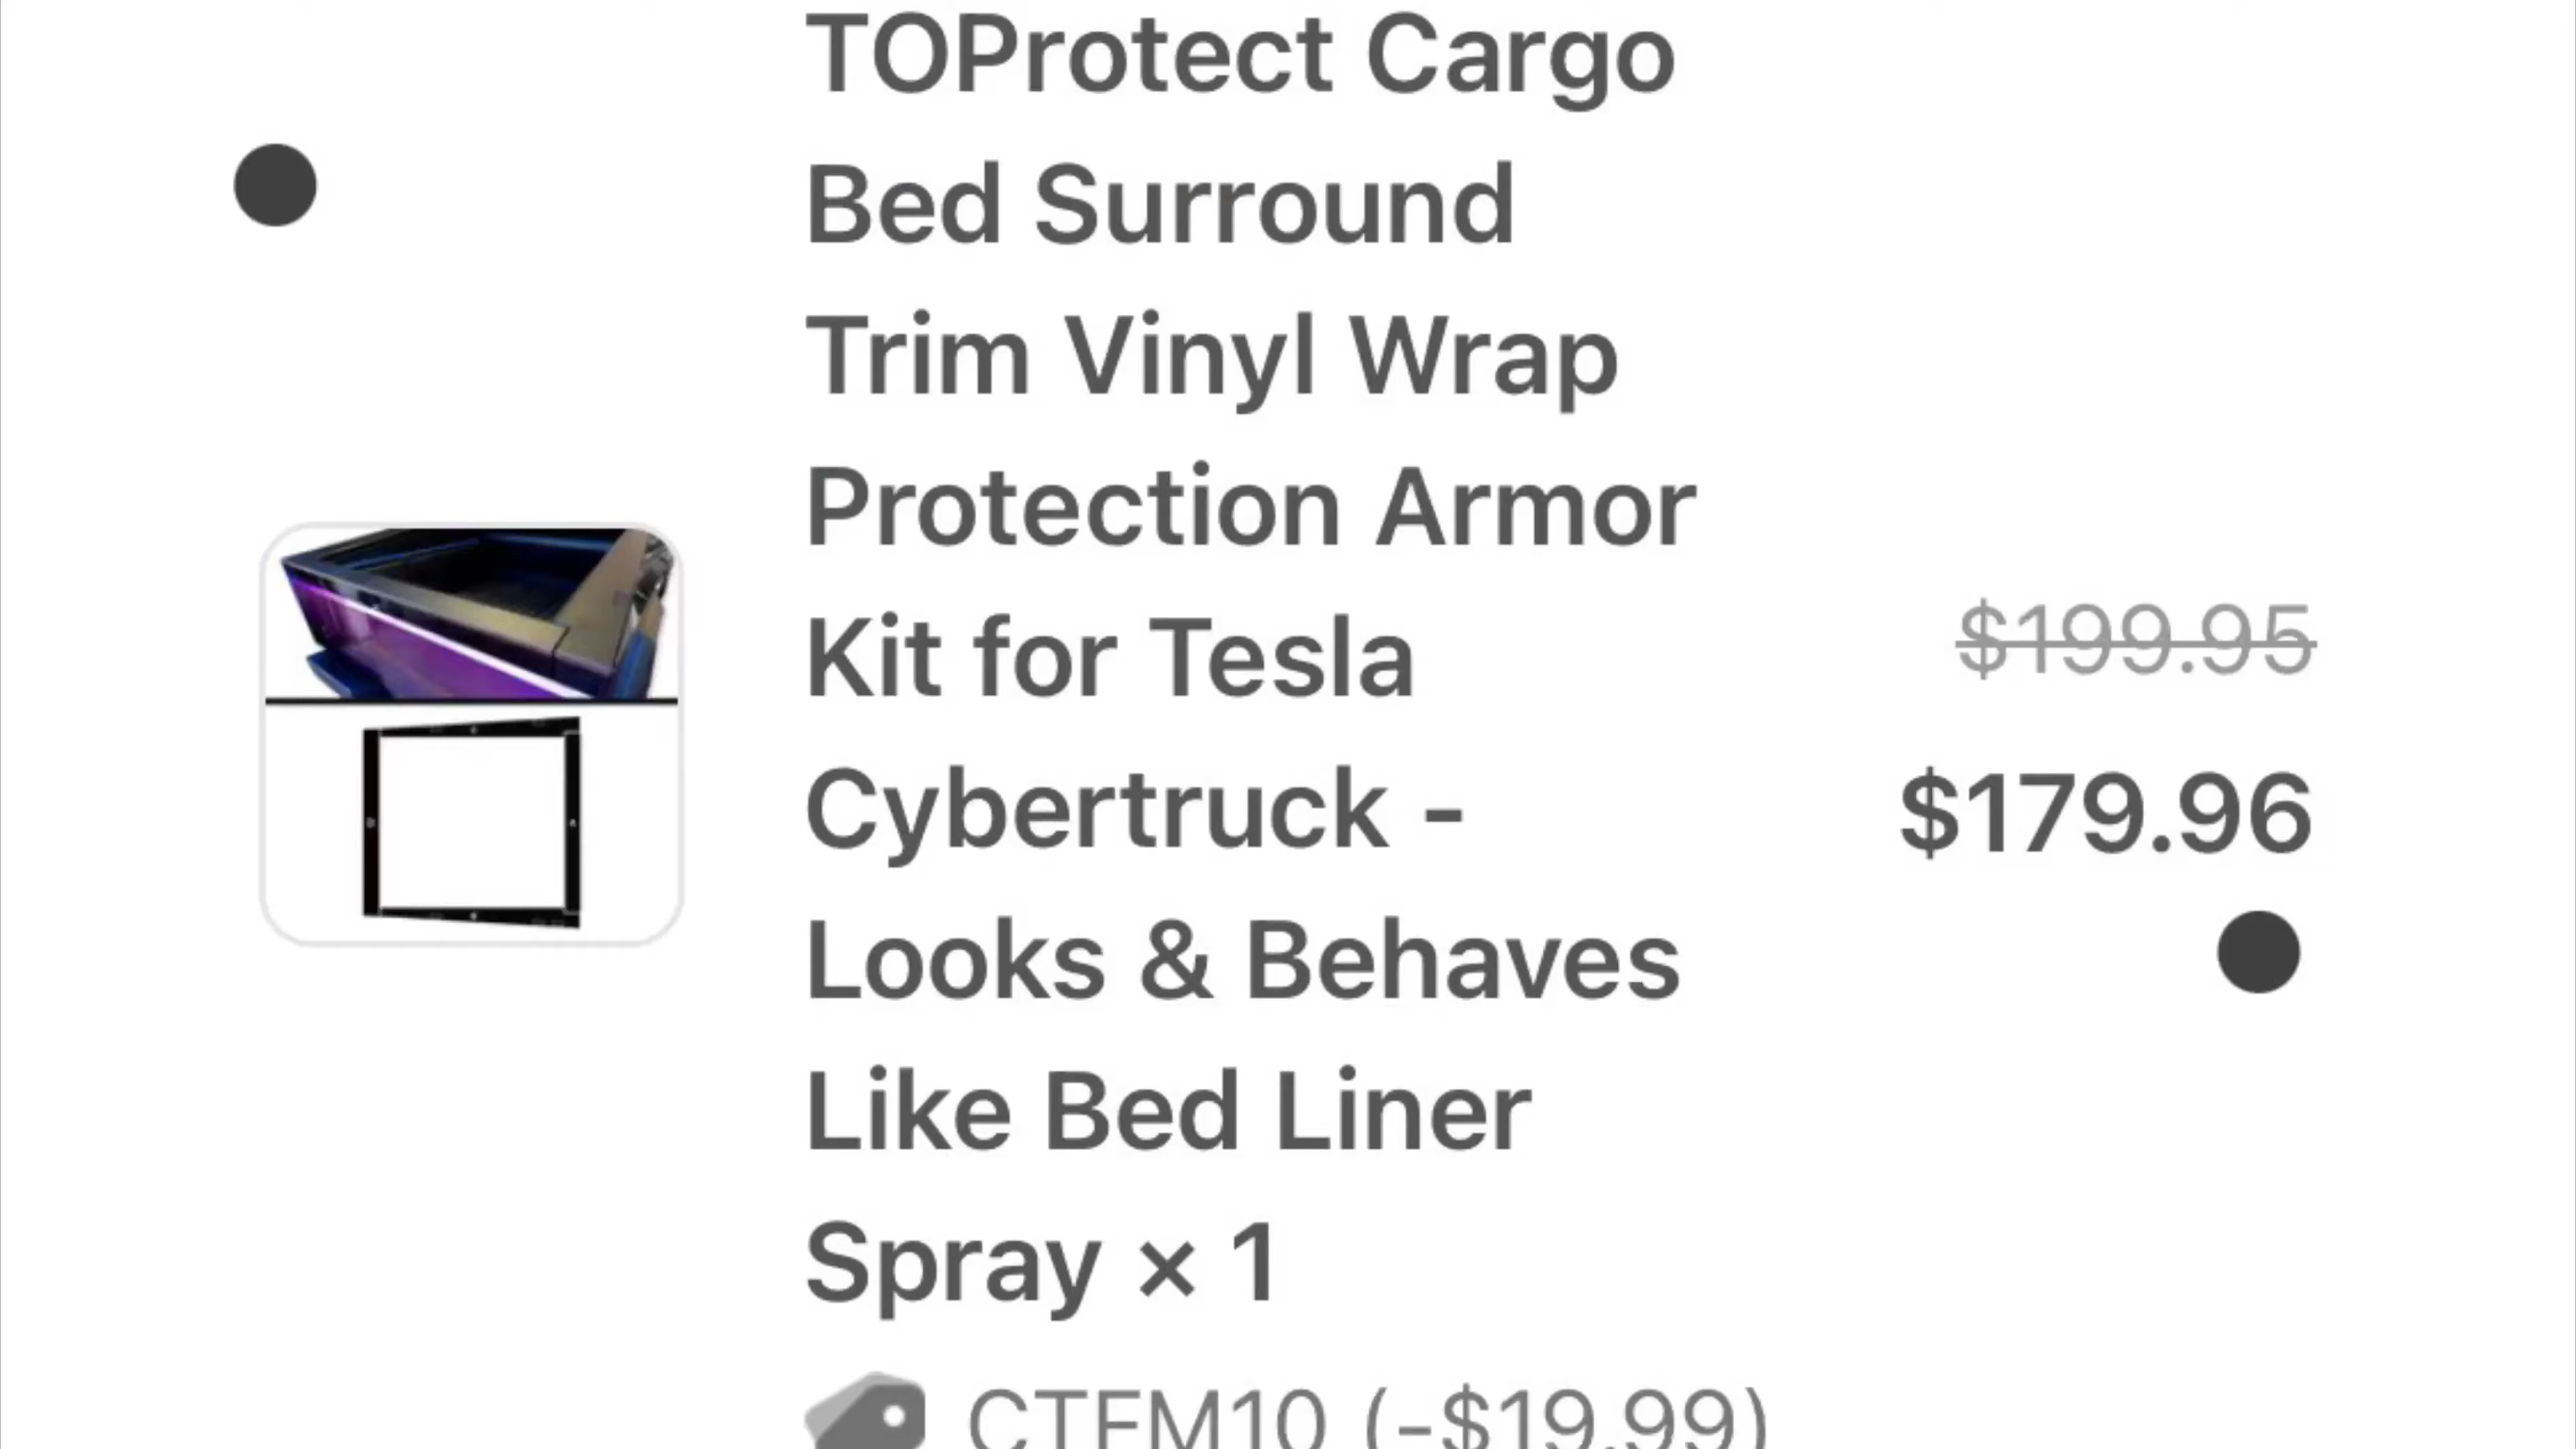 TOProtect Cargo
Bed Surround
Trim Vinyl Wrap
Protection Armor
Kit for Tesla
Cybertruck -
Looks & Behaves
Like Bed Liner
Spray × 1
$199.95
$179.96
CTFM10 (-$19.99)